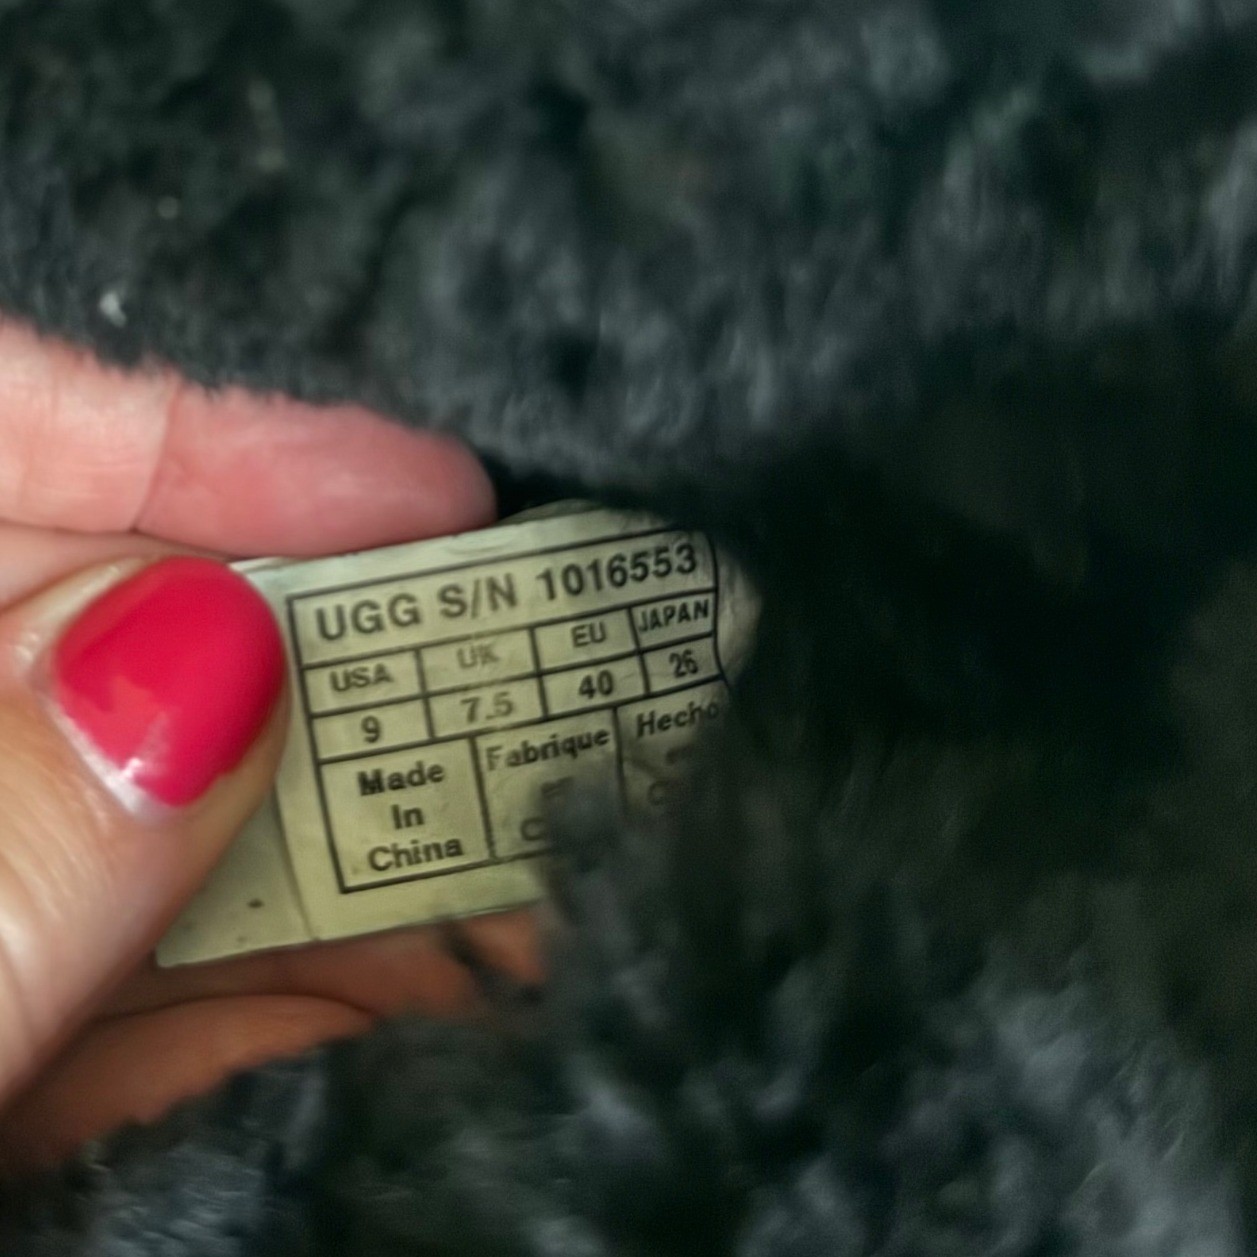 UGG S/N 1016553
USA UK EU JAPAN
9 7.5 40 26
Made Fabrique Hecho
In
China